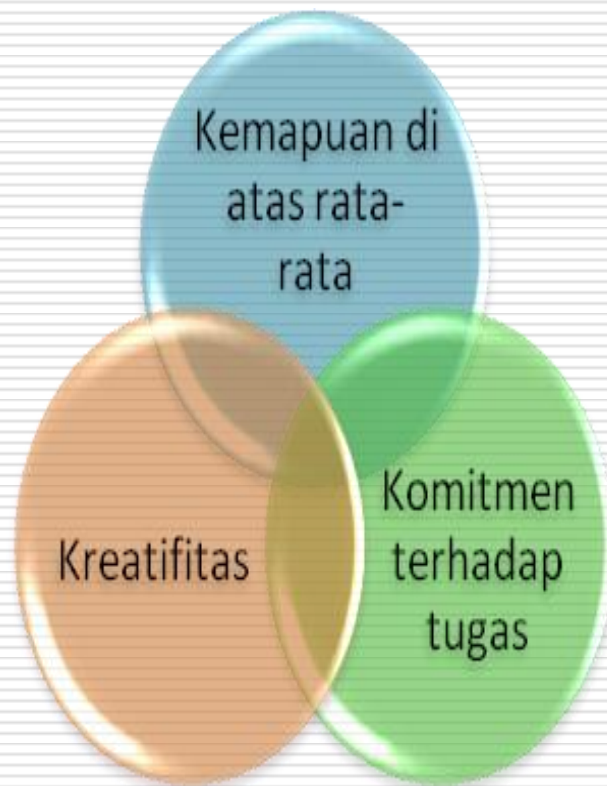 Kemapuan di
atas rata-
rata
Kreatifitas
Komitmen
terhadap
tugas